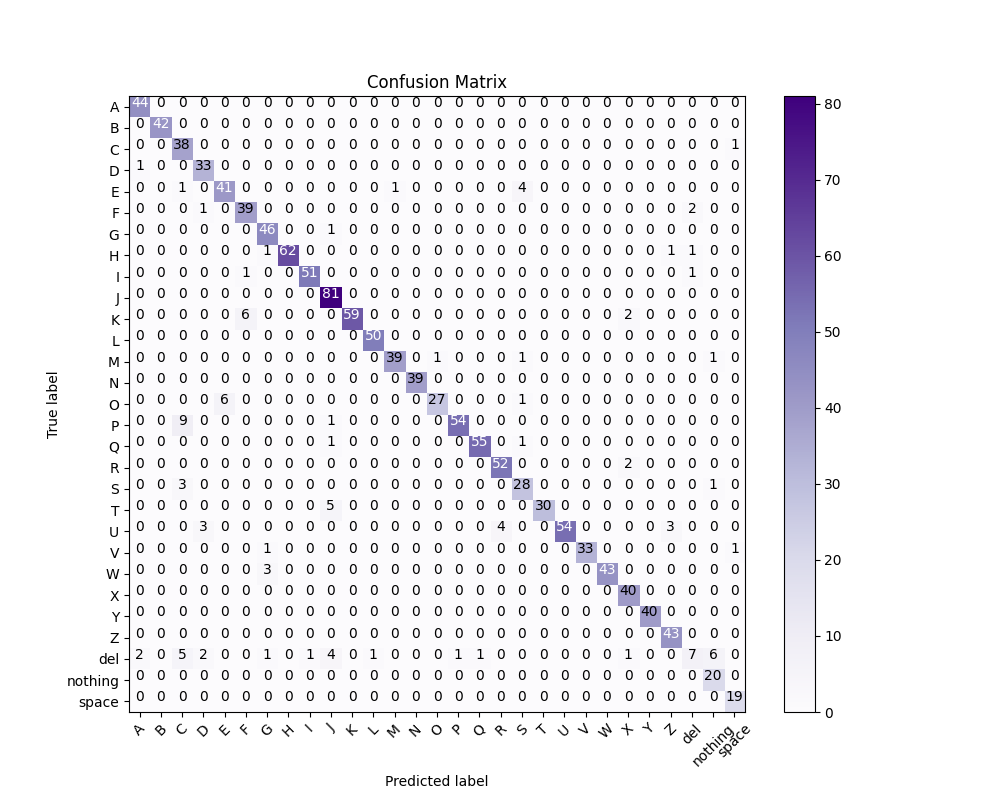 Confusion Matrix
A 44 0 0 0 0 0 0 0 0 0 0 0 0 0 0 0 0 0 0 0 0 0 0 0 0 0 0 0 0
B 0 42 0 0 0 0 0 0 0 0 0 0 0 0 0 0 0 0 0 0 0 0 0 0 0 0 0 0 0
C 0 0 38 0 0 0 0 0 0 0 0 0 0 0 0 0 0 0 0 0 0 0 0 0 0 0 0 0 1
D 1 0 0 33 0 0 0 0 0 0 0 0 0 0 0 0 0 0 0 0 0 0 0 0 0 0 0 0 0
E 0 0 1 0 41 0 0 0 0 0 0 0 1 0 0 0 0 0 4 0 0 0 0 0 0 0 0 0 0
F 0 0 0 1 0 39 0 0 0 0 0 0 0 0 0 0 0 0 0 0 0 0 0 0 0 0 2 0 0
G 0 0 0 0 0 0 46 0 0 1 0 0 0 0 0 0 0 0 0 0 0 0 0 0 0 0 0 0 0
H 0 0 0 0 0 0 1 62 0 0 0 0 0 0 0 0 0 0 0 0 0 0 0 0 0 1 1 0 0
I 0 0 0 0 0 1 0 0 51 0 0 0 0 0 0 0 0 0 0 0 0 0 0 0 0 0 1 0 0
J 0 0 0 0 0 0 0 0 0 81 0 0 0 0 0 0 0 0 0 0 0 0 0 0 0 0 0 0 0
K 0 0 0 0 0 6 0 0 0 0 59 0 0 0 0 0 0 0 0 0 0 0 0 2 0 0 0 0 0
L 0 0 0 0 0 0 0 0 0 0 0 50 0 0 0 0 0 0 0 0 0 0 0 0 0 0 0 0 0
M 0 0 0 0 0 0 0 0 0 0 0 0 39 0 1 0 0 0 1 0 0 0 0 0 0 0 0 1 0
N 0 0 0 0 0 0 0 0 0 0 0 0 0 39 0 0 0 0 0 0 0 0 0 0 0 0 0 0 0
O 0 0 0 0 6 0 0 0 0 0 0 0 0 0 27 0 0 0 1 0 0 0 0 0 0 0 0 0 0
P 0 0 9 0 0 0 0 0 0 1 0 0 0 0 0 54 0 0 0 0 0 0 0 0 0 0 0 0 0
Q 0 0 0 0 0 0 0 0 0 1 0 0 0 0 0 0 55 0 1 0 0 0 0 0 0 0 0 0 0
R 0 0 0 0 0 0 0 0 0 0 0 0 0 0 0 0 0 52 0 0 0 0 0 2 0 0 0 0 0
S 0 0 3 0 0 0 0 0 0 0 0 0 0 0 0 0 0 0 28 0 0 0 0 0 0 0 0 1 0
T 0 0 0 0 0 0 0 0 0 5 0 0 0 0 0 0 0 0 0 30 0 0 0 0 0 0 0 0 0
U 0 0 0 3 0 0 0 0 0 0 0 0 0 0 0 0 0 4 0 0 54 0 0 0 0 3 0 0 0
V 0 0 0 0 0 0 1 0 0 0 0 0 0 0 0 0 0 0 0 0 0 33 0 0 0 0 0 0 1
W 0 0 0 0 0 0 3 0 0 0 0 0 0 0 0 0 0 0 0 0 0 0 43 0 0 0 0 0 0
X 0 0 0 0 0 0 0 0 0 0 0 0 0 0 0 0 0 0 0 0 0 0 0 40 0 0 0 0 0
Y 0 0 0 0 0 0 0 0 0 0 0 0 0 0 0 0 0 0 0 0 0 0 0 0 40 0 0 0 0
Z 0 0 0 0 0 0 0 0 0 0 0 0 0 0 0 0 0 0 0 0 0 0 0 0 0 43 0 0 0
del 2 0 5 2 0 0 1 0 1 4 0 1 0 0 0 1 1 0 0 0 0 0 0 1 0 0 7 6 0
nothing 0 0 0 0 0 0 0 0 0 0 0 0 0 0 0 0 0 0 0 0 0 0 0 0 0 0 0 20 0
space 0 0 0 0 0 0 0 0 0 0 0 0 0 0 0 0 0 0 0 0 0 0 0 0 0 0 0 0 19
A B C D E F G H I J K L M N O P Q R S T U V W X Y Z del nothing space
Predicted label
True label
80
70
60
50
40
30
20
10
0